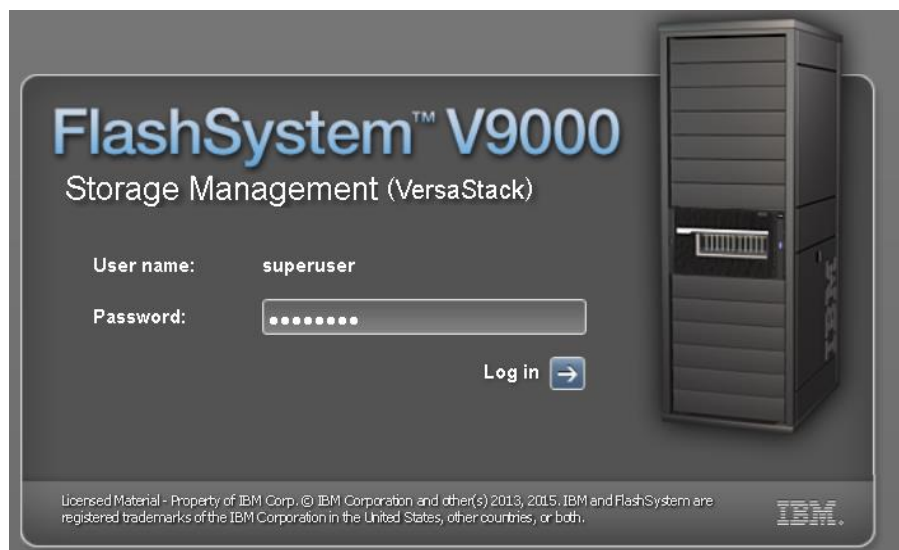 FlashSystem™ V9000
Storage Management (VersaStack)
User name: superuser
Password: ●●●●●●●●
Log in
IBM
Licensed Material - Property of IBM Corp. © IBM Corporation and other(s) 2013, 2015. IBM and FlashSystem are
registered trademarks of the IBM Corporation in the United States, other countries, or both.
IBM.